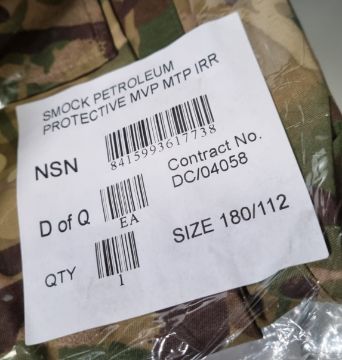 SMOCK PETROLEUM
PROTECTIVE MVP MTP IRR
NSN
8415993617738
Contract No.
DC/04058
D of Q
EA
SIZE 180/112
QTY
1